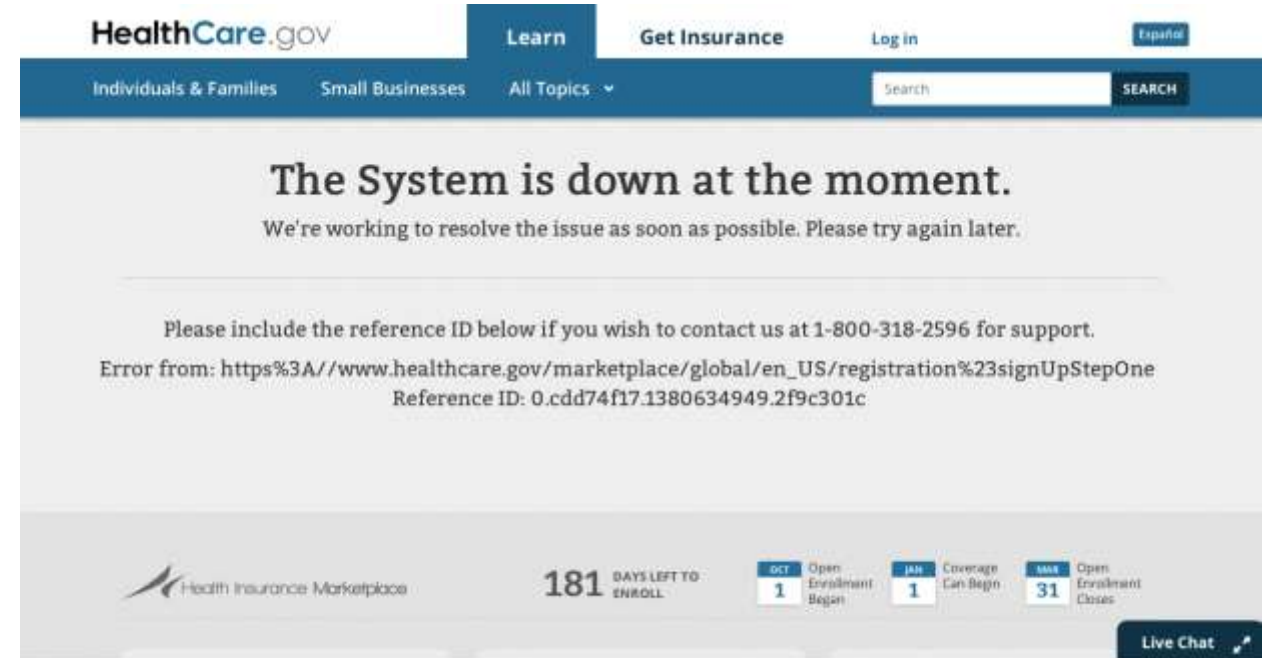 HealthCare.gov
Learn
Get Insurance
Log in
Español
Individuals & Families
Small Businesses
All Topics
Search
SEARCH
The System is down at the moment.
We're working to resolve the issue as soon as possible. Please try again later.
Please include the reference ID below if you wish to contact us at 1-800-318-2596 for support.
Error from: https%3A//www.healthcare.gov/marketplace/global/en_US/registration%23signUpStepOne
Reference ID: 0.cdd74f17.1380634949.2f9c301c
Health Insurance Marketplace
181
DAYS LEFT TO
ENROLL
OCT
1
Open
Enrollment
Began
JAN
1
Coverage
Can Begin
MAR
31
Open
Enrollment
Closes
Live Chat